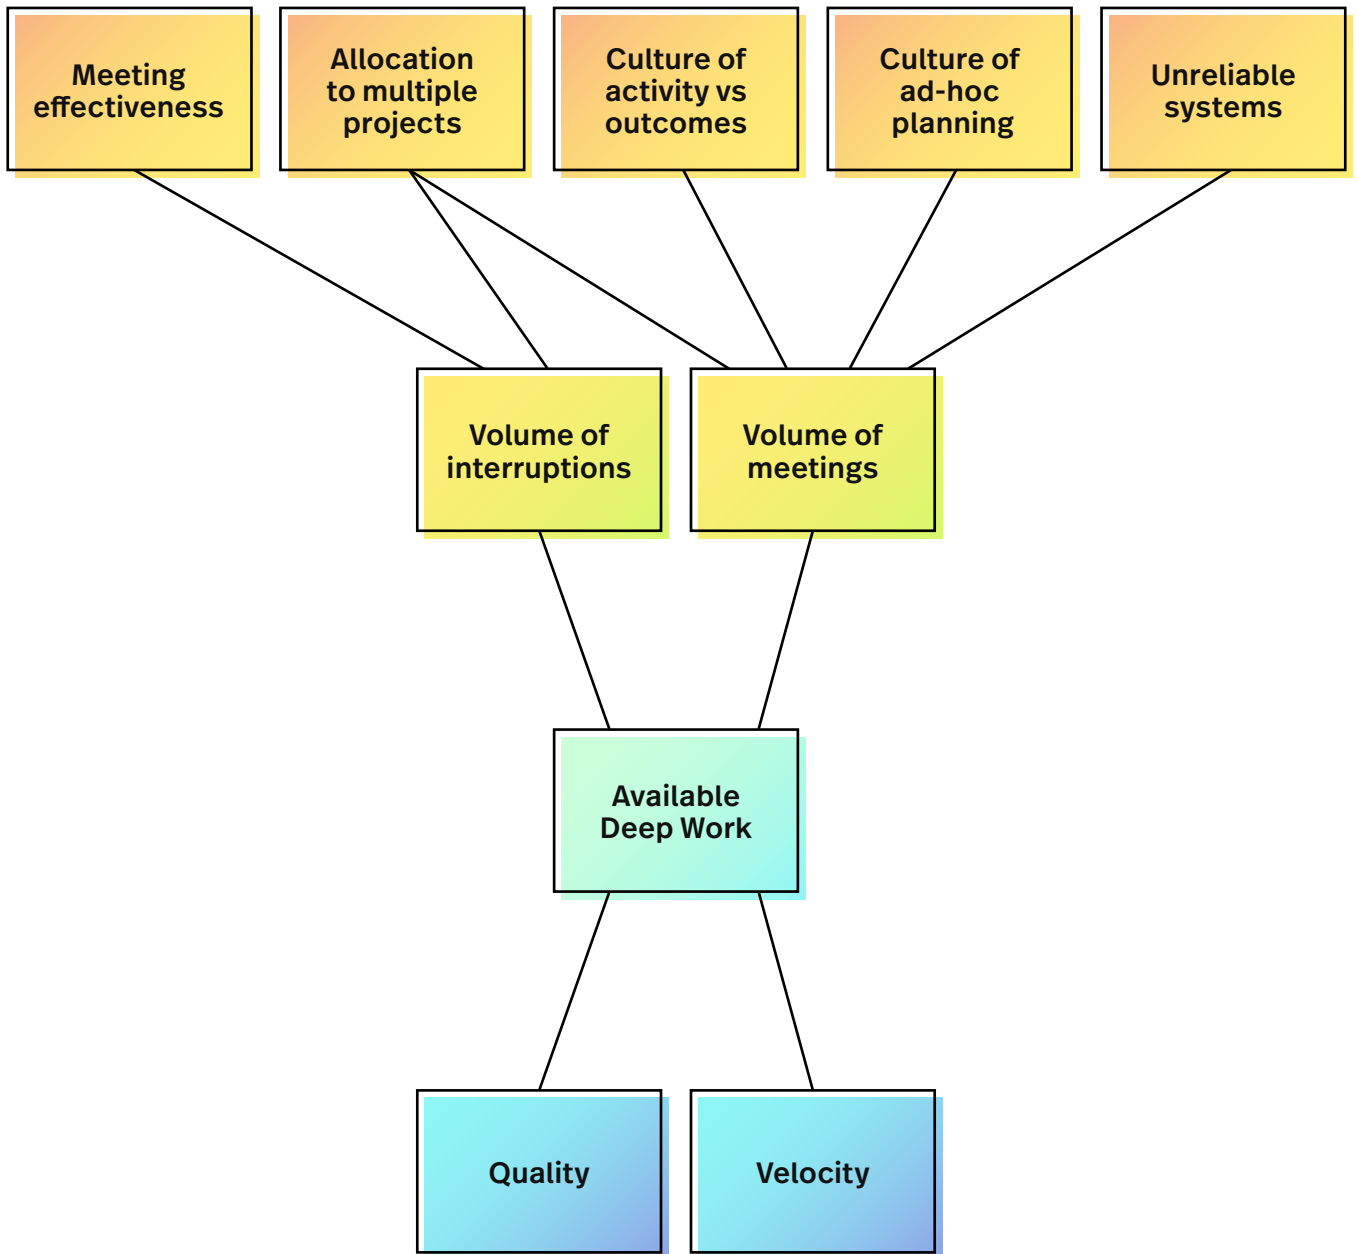 Meeting
effectiveness
Allocation
to multiple
projects
Culture of
activity vs
outcomes
Culture of
ad-hoc
planning
Unreliable
systems
Volume of
interruptions
Volume of
meetings
Available
Deep Work
Quality
Velocity